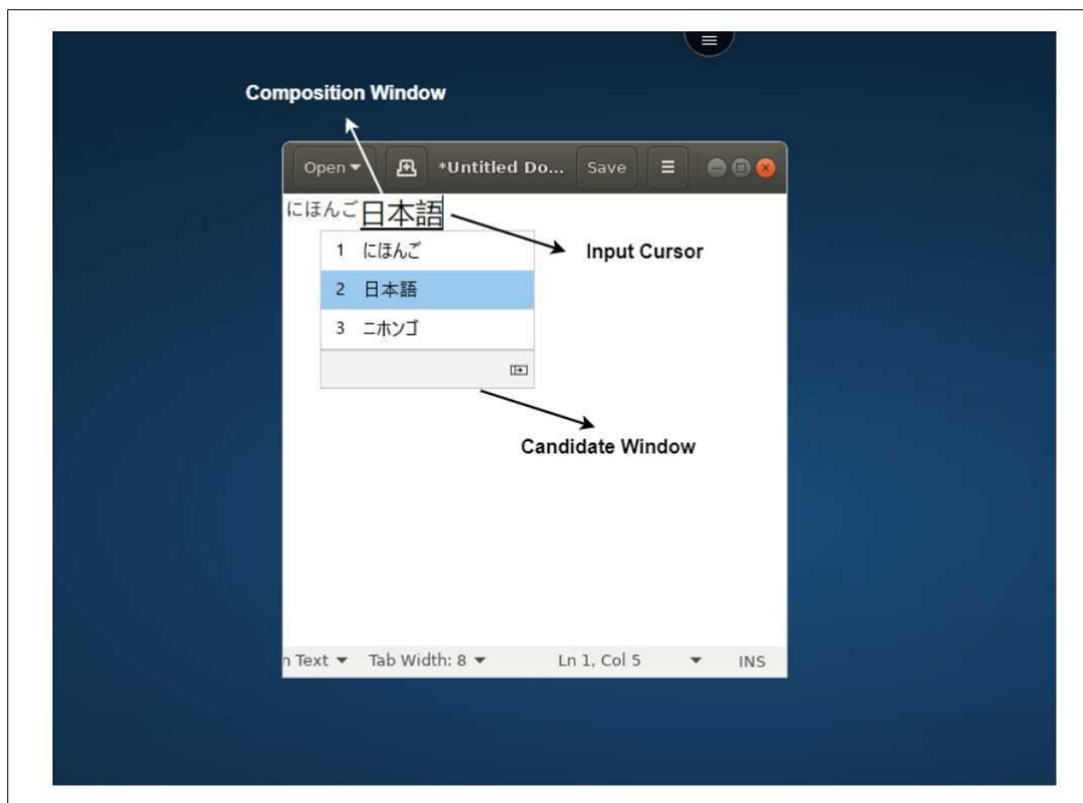 Composition Window
Open *Untitled Do... Save
にほんご日本語
1 にほんご
Input Cursor
2 日本語
3 ニホンゴ
Candidate Window
n Text Tab Width: 8 Ln 1, Col 5 INS